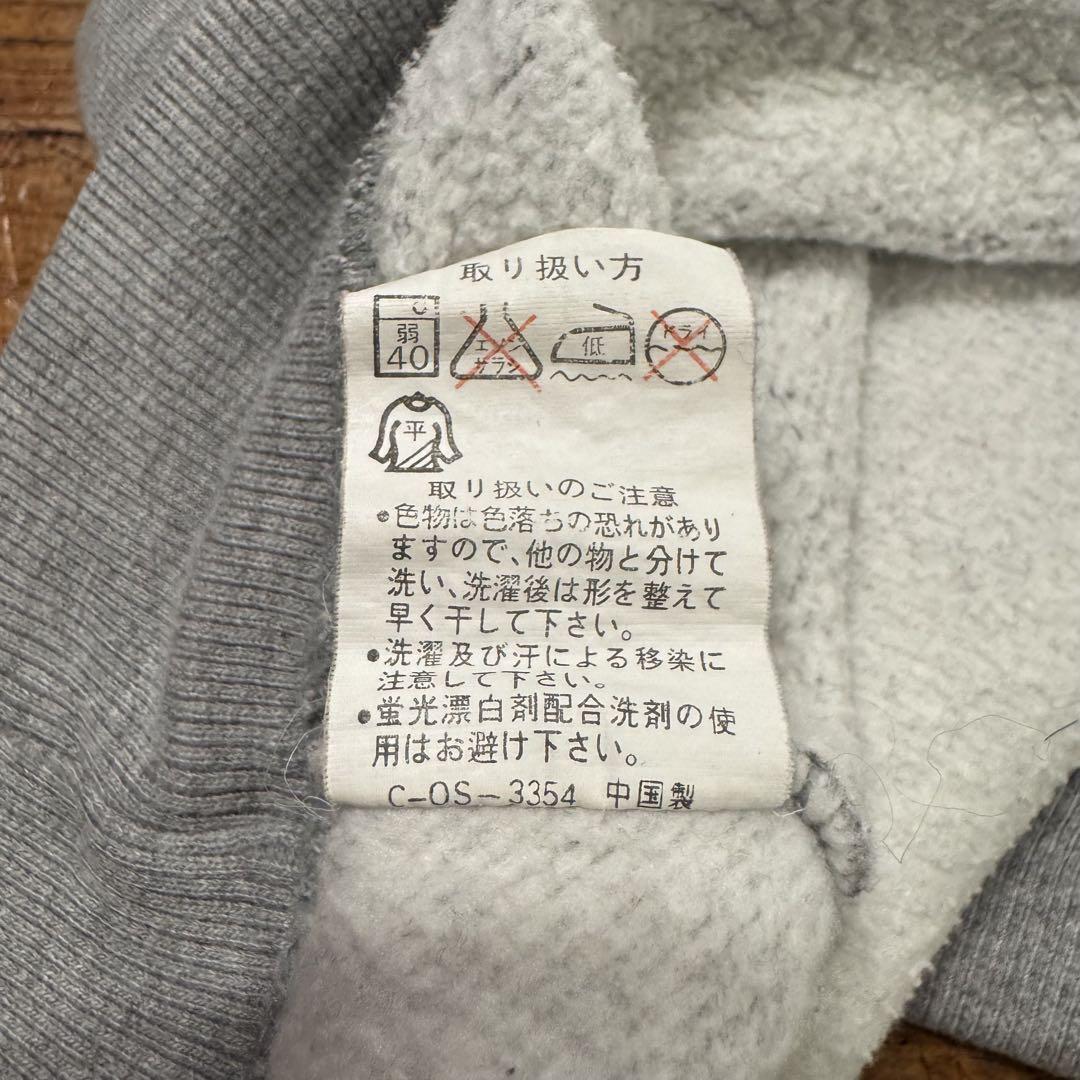 取り扱い方
弱
40
エンソ
サラシ
低
ドライ
平
取り扱いのご注意
•色物は色落ちの恐れがあり
ますので、他の物と分けて
洗い、洗濯後は形を整えて
早く干して下さい。
•洗濯及び汗による移染に
注意して下さい。
•蛍光漂白剤配合洗剤の使
用はお避け下さい。
C-OS-3354 中国製